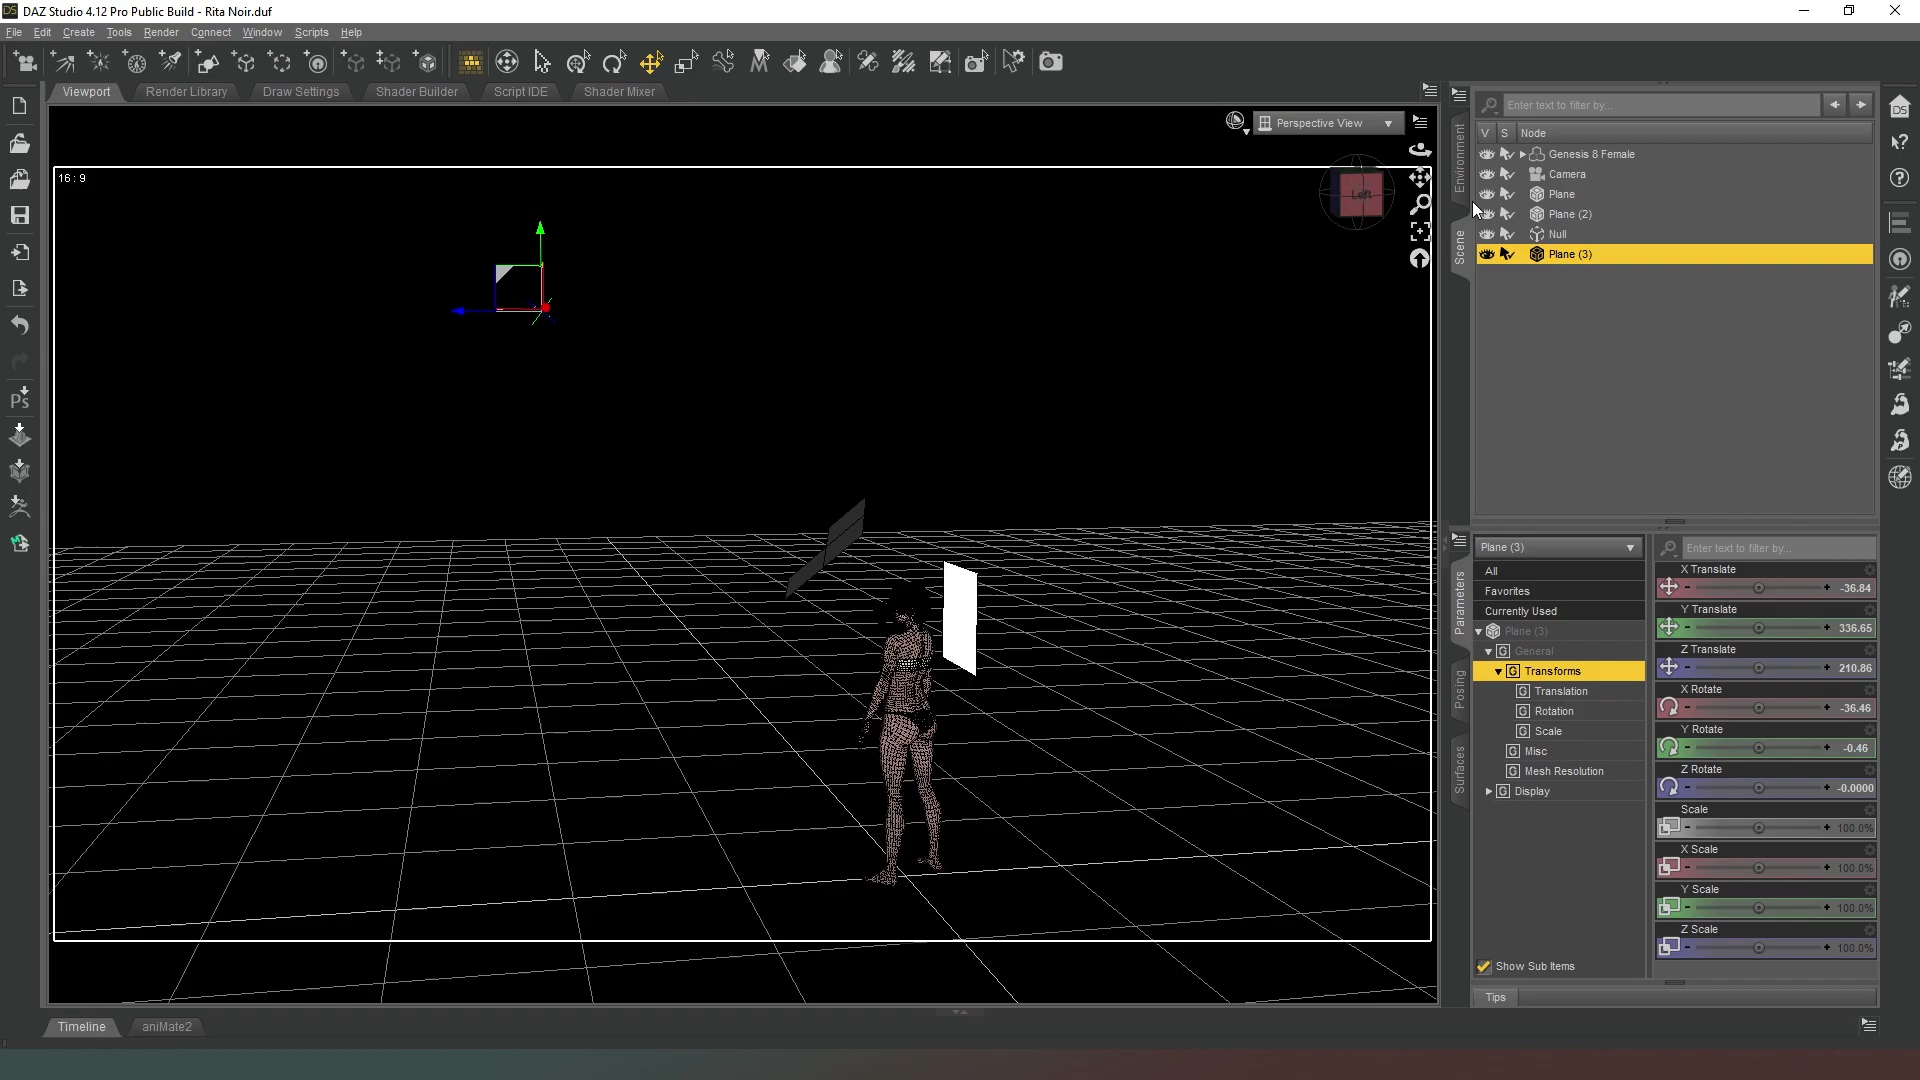 DAZ Studio 4.12 Pro Public Build - Rita Noir.duf
File Edit Create Tools Render Connect Window Scripts Help
Viewport Render Library Draw Settings Shader Builder Script IDE Shader Mixer
Perspective View
16 : 9
Left
Enter text to filter by...
V S Node
Genesis 8 Female
Camera
Plane
Plane (2)
Null
Plane (3)
Environment
Scene
Plane (3)
Enter text to filter by...
All
Favorites
Currently Used
Plane (3)
General
Transforms
Translation
Rotation
Scale
Misc
Mesh Resolution
Display
Show Sub Items
Parameters
Posing
Surfaces
X Translate
-36.84
Y Translate
336.65
Z Translate
210.86
X Rotate
-36.46
Y Rotate
-0.46
Z Rotate
-0.0000
Scale
100.0%
X Scale
100.0%
Y Scale
100.0%
Z Scale
100.0%
Tips
Timeline aniMate2
Ps
DS